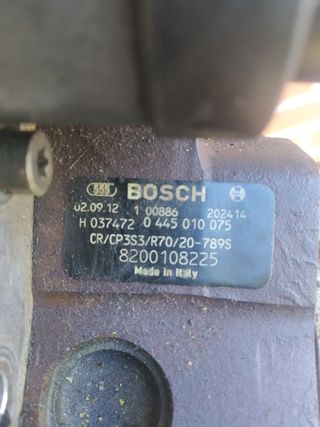 BOSCH
02.09.12 1 00886 202414
H 037472 0 445 010 075
CR/CP3S3/R70/20-789S
8200108225
Made in Italy